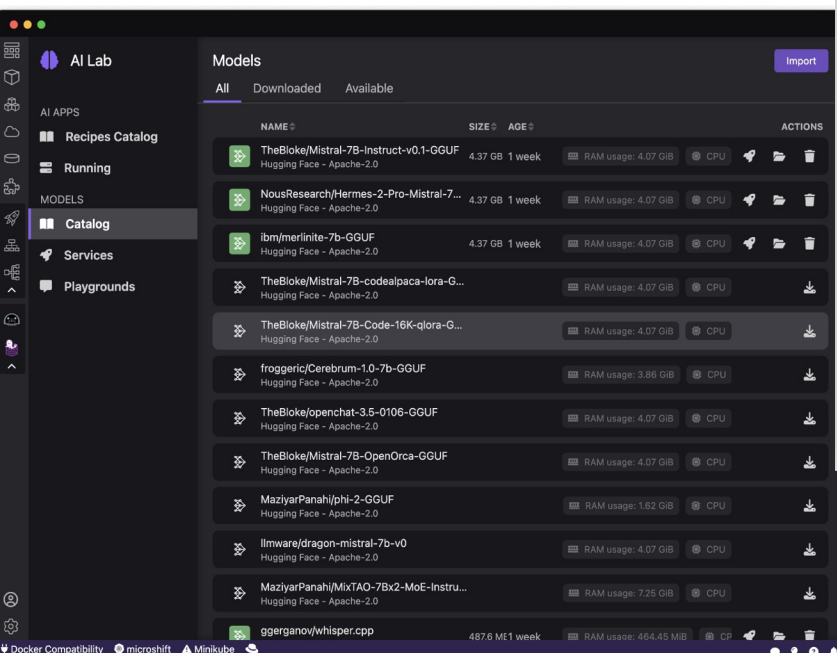 AI Lab
AI APPS
Recipes Catalog
Running
MODELS
Catalog
Services
Playgrounds
Models
Import
All Downloaded Available
NAME SIZE AGE ACTIONS
TheBloke/Mistral-7B-Instruct-v0.1-GGUF
Hugging Face - Apache-2.0
4.37 GB 1 week RAM usage: 4.07 GiB CPU
NousResearch/Hermes-2-Pro-Mistral-7...
Hugging Face - Apache-2.0
4.37 GB 1 week RAM usage: 4.07 GiB CPU
ibm/merlinite-7b-GGUF
Hugging Face - Apache-2.0
4.37 GB 1 week RAM usage: 4.07 GiB CPU
TheBloke/Mistral-7B-codealpaca-lora-G...
Hugging Face - Apache-2.0
RAM usage: 4.07 GiB CPU
TheBloke/Mistral-7B-Code-16K-qlora-G...
Hugging Face - Apache-2.0
RAM usage: 4.07 GiB CPU
froggeric/Cerebrum-1.0-7b-GGUF
Hugging Face - Apache-2.0
RAM usage: 3.86 GiB CPU
TheBloke/openchat-3.5-0106-GGUF
Hugging Face - Apache-2.0
RAM usage: 4.07 GiB CPU
TheBloke/Mistral-7B-OpenOrca-GGUF
Hugging Face - Apache-2.0
RAM usage: 4.07 GiB CPU
MaziyarPanahi/phi-2-GGUF
Hugging Face - Apache-2.0
RAM usage: 1.62 GiB CPU
llmware/dragon-mistral-7b-v0
Hugging Face - Apache-2.0
RAM usage: 4.07 GiB CPU
MaziyarPanahi/MixTAO-7Bx2-MoE-Instru...
Hugging Face - Apache-2.0
RAM usage: 7.25 GiB CPU
ggerganov/whisper.cpp
487.6 ME 1 week RAM usage: 464.45 MiB CP
Docker Compatibility microshift Minikube